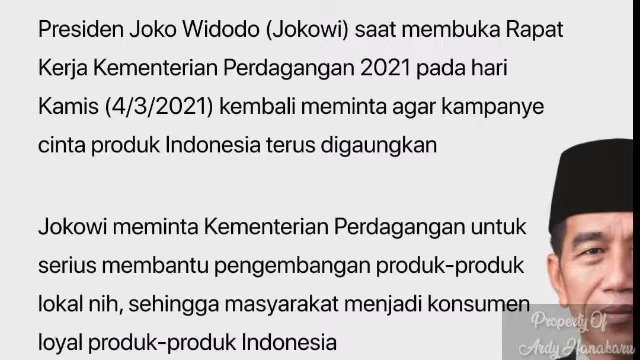 Presiden Joko Widodo (Jokowi) saat membuka Rapat
Kerja Kementerian Perdagangan 2021 pada hari
Kamis (4/3/2021) kembali meminta agar kampanye
cinta produk Indonesia terus digaungkan
Jokowi meminta Kementerian Perdagangan untuk
serius membantu pengembangan produk-produk
lokal nih, sehingga masyarakat menjadi konsumen
loyal produk-produk Indonesia
Property Of
Ardy Hanakaru